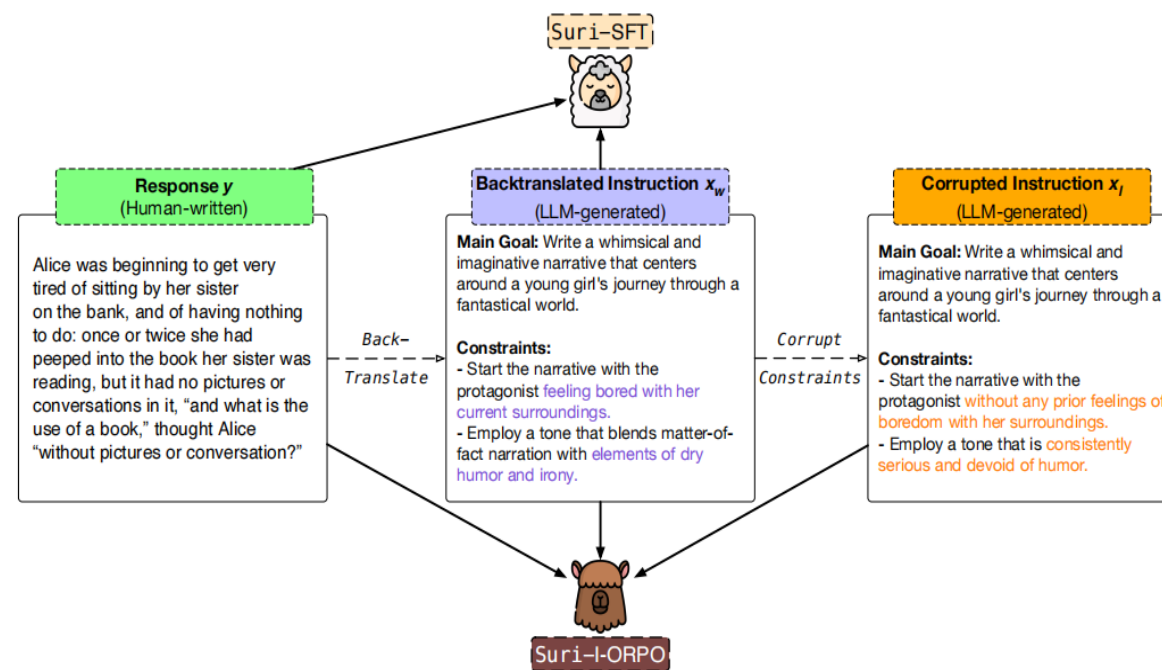 Suri-SFT
Response y
(Human-written)
Alice was beginning to get very
tired of sitting by her sister
on the bank, and of having nothing
to do: once or twice she had
peeped into the book her sister was
reading, but it had no pictures or
conversations in it, “and what is the
use of a book,” thought Alice
“without pictures or conversation?”
Back-
Translate
Backtranslated Instruction xw
(LLM-generated)
Main Goal: Write a whimsical and
imaginative narrative that centers
around a young girl's journey through a
fantastical world.
Constraints:
- Start the narrative with the
protagonist feeling bored with her
current surroundings.
- Employ a tone that blends matter-of-
fact narration with elements of dry
humor and irony.
Corrupt
Constraints
Corrupted Instruction xl
(LLM-generated)
Main Goal: Write a whimsical and
imaginative narrative that centers
around a young girl's journey through a
fantastical world.
Constraints:
- Start the narrative with the
protagonist without any prior feelings of
boredom with her surroundings.
- Employ a tone that is consistently
serious and devoid of humor.
Suri-I-ORPO